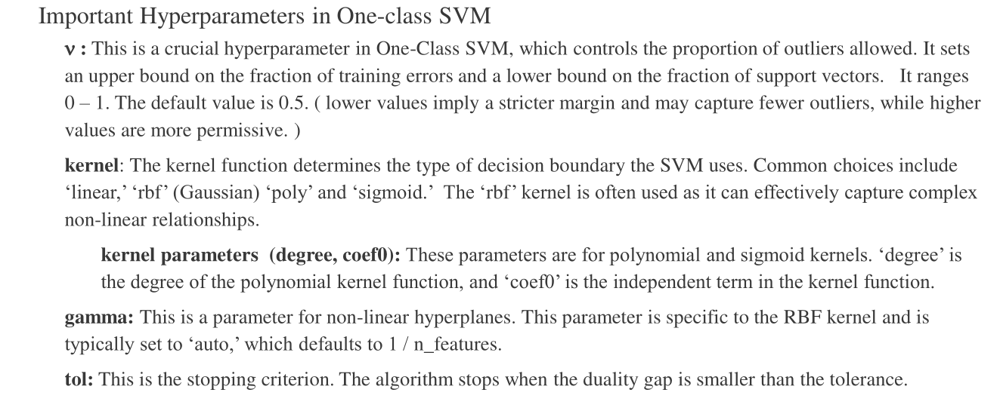 Important Hyperparameters in One-class SVM
ν : This is a crucial hyperparameter in One-Class SVM, which controls the proportion of outliers allowed. It sets
an upper bound on the fraction of training errors and a lower bound on the fraction of support vectors.   It ranges
0 – 1. The default value is 0.5. ( lower values imply a stricter margin and may capture fewer outliers, while higher
values are more permissive. )
kernel: The kernel function determines the type of decision boundary the SVM uses. Common choices include
‘linear,’ ‘rbf’ (Gaussian) ‘poly’ and ‘sigmoid.’  The ‘rbf’ kernel is often used as it can effectively capture complex
non-linear relationships.
kernel parameters  (degree, coef0): These parameters are for polynomial and sigmoid kernels. ‘degree’ is
the degree of the polynomial kernel function, and ‘coef0’ is the independent term in the kernel function.
gamma: This is a parameter for non-linear hyperplanes. This parameter is specific to the RBF kernel and is
typically set to ‘auto,’ which defaults to 1 / n_features.
tol: This is the stopping criterion. The algorithm stops when the duality gap is smaller than the tolerance.